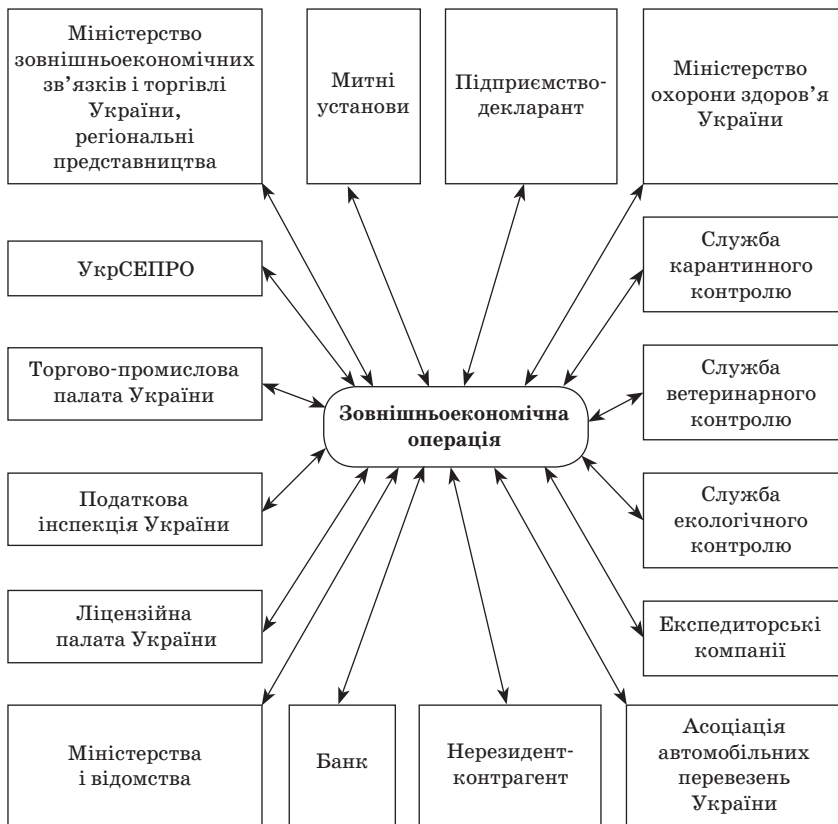 Міністерство
зовнішньоекономічних
зв’язків і торгівлі
України,
регіональні
представництва
Митні
установи
Підприємство-
декларант
Міністерство
охорони здоров’я
України
УкрСЕПРО
Служба
карантинного
контролю
Торгово-промислова
палата України
Зовнішньоекономічна
операція
Служба
ветеринарного
контролю
Податкова
інспекція України
Служба
екологічного
контролю
Ліцензійна
палата України
Експедиторські
компанії
Міністерства
і відомства
Банк
Нерезидент-
контрагент
Асоціація
автомобільних
перевезень
України